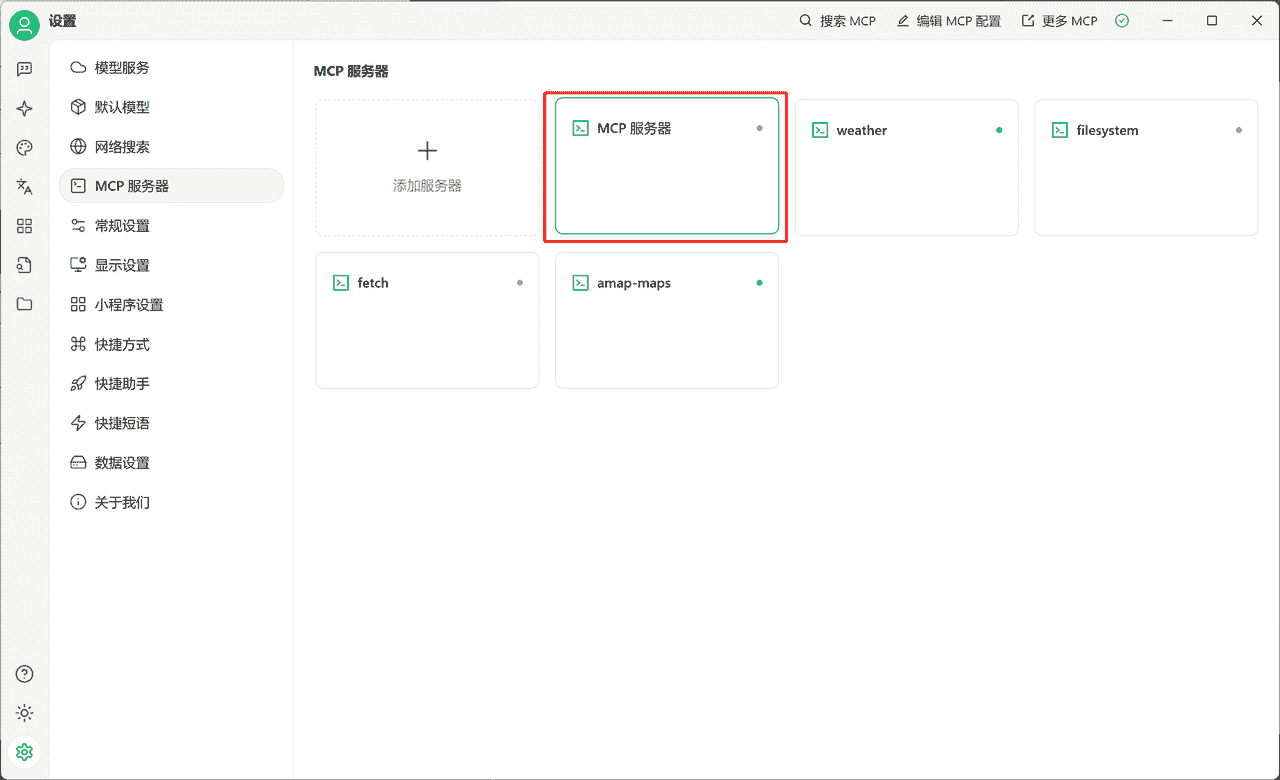 设置
搜索 MCP
编辑 MCP 配置
更多 MCP
模型服务
默认模型
网络搜索
MCP 服务器
常规设置
显示设置
小程序设置
快捷方式
快捷助手
快捷短语
数据设置
关于我们
MCP 服务器
添加服务器
MCP 服务器
weather
filesystem
fetch
amap-maps